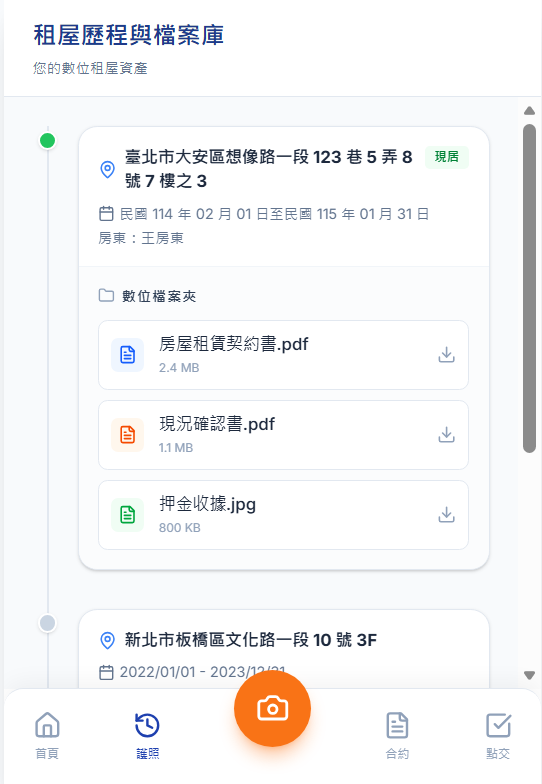 租屋歷程與檔案庫
您的數位租屋資產
臺北市大安區想像路一段 123 巷 5 弄 8
號 7 樓之 3
現居
民國 114 年 02 月 01 日至民國 115 年 01 月 31 日
房東：王房東
數位檔案夾
房屋租賃契約書.pdf
2.4 MB
現況確認書.pdf
1.1 MB
押金收據.jpg
800 KB
新北市板橋區文化路一段 10 號 3F
2022/01/01 - 2023/12/31
首頁
護照
合約
點交